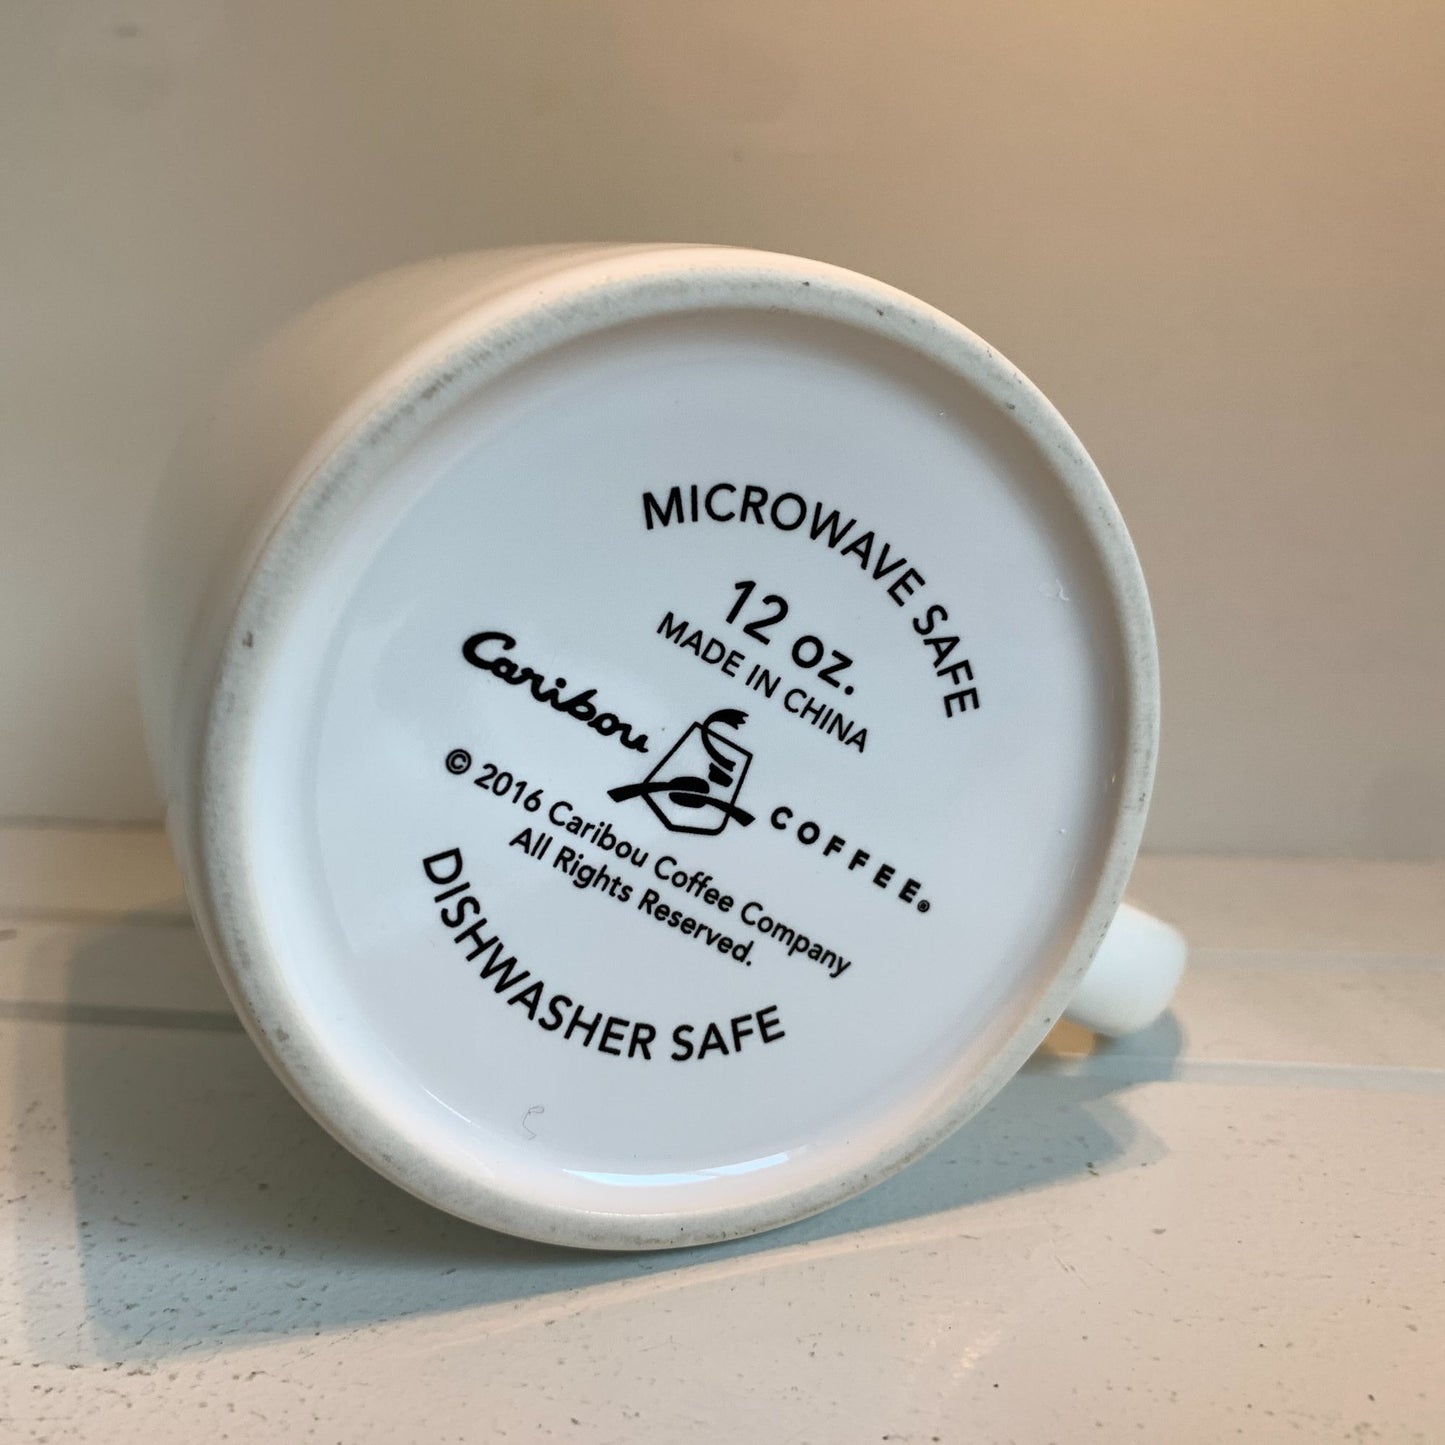 MICROWAVE SAFE
12 OZ.
MADE IN CHINA
Caribou COFFEE®
© 2016 Caribou Coffee Company
All Rights Reserved.
DISHWASHER SAFE